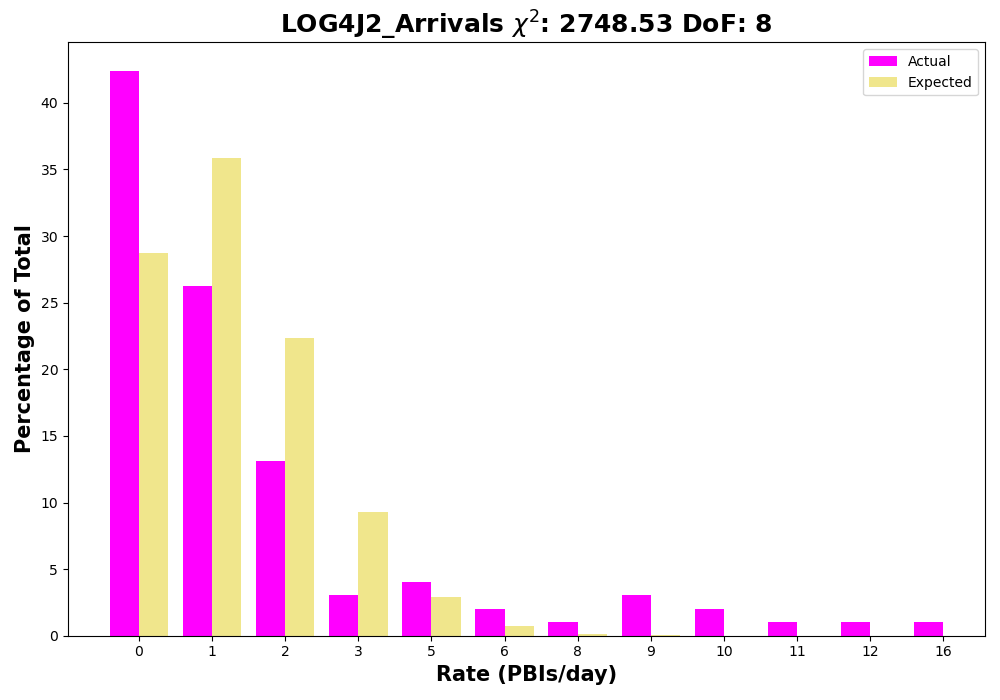 LOG4J2_Arrivals χ²: 2748.53 DoF: 8
Actual
Expected
Percentage of Total
40
35
30
25
20
15
10
5
0
0 1 2 3 5 6 8 9 10 11 12 16
Rate (PBIs/day)